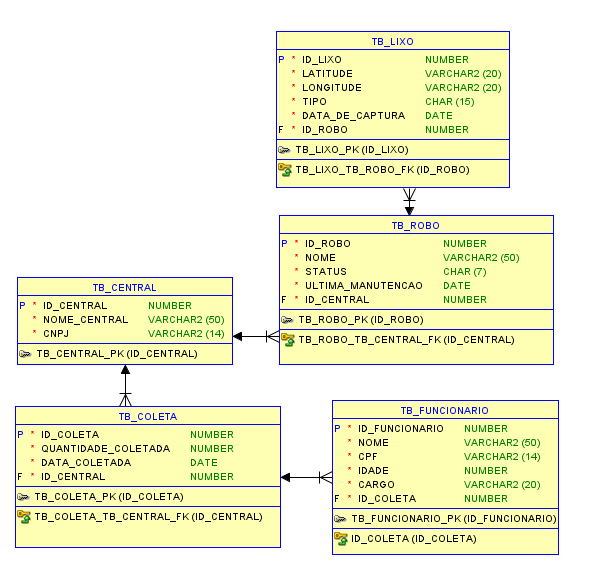 TB_LIXO
P * ID_LIXO NUMBER
* LATITUDE VARCHAR2 (20)
* LONGITUDE VARCHAR2 (20)
* TIPO CHAR (15)
* DATA_DE_CAPTURA DATE
F * ID_ROBO NUMBER
TB_LIXO_PK (ID_LIXO)
TB_LIXO_TB_ROBO_FK (ID_ROBO)
TB_ROBO
P * ID_ROBO NUMBER
* NOME VARCHAR2 (50)
* STATUS CHAR (7)
* ULTIMA_MANUTENCAO DATE
F * ID_CENTRAL NUMBER
TB_ROBO_PK (ID_ROBO)
TB_ROBO_TB_CENTRAL_FK (ID_CENTRAL)
TB_CENTRAL
P * ID_CENTRAL NUMBER
* NOME_CENTRAL VARCHAR2 (50)
* CNPJ VARCHAR2 (14)
TB_CENTRAL_PK (ID_CENTRAL)
TB_COLETA
P * ID_COLETA NUMBER
* QUANTIDADE_COLETADA NUMBER
* DATA_COLETADA DATE
F * ID_CENTRAL NUMBER
TB_COLETA_PK (ID_COLETA)
TB_COLETA_TB_CENTRAL_FK (ID_CENTRAL)
TB_FUNCIONARIO
P * ID_FUNCIONARIO NUMBER
* NOME VARCHAR2 (50)
* CPF VARCHAR2 (14)
* IDADE NUMBER
* CARGO VARCHAR2 (20)
F * ID_COLETA NUMBER
TB_FUNCIONARIO_PK (ID_FUNCIONARIO)
ID_COLETA (ID_COLETA)